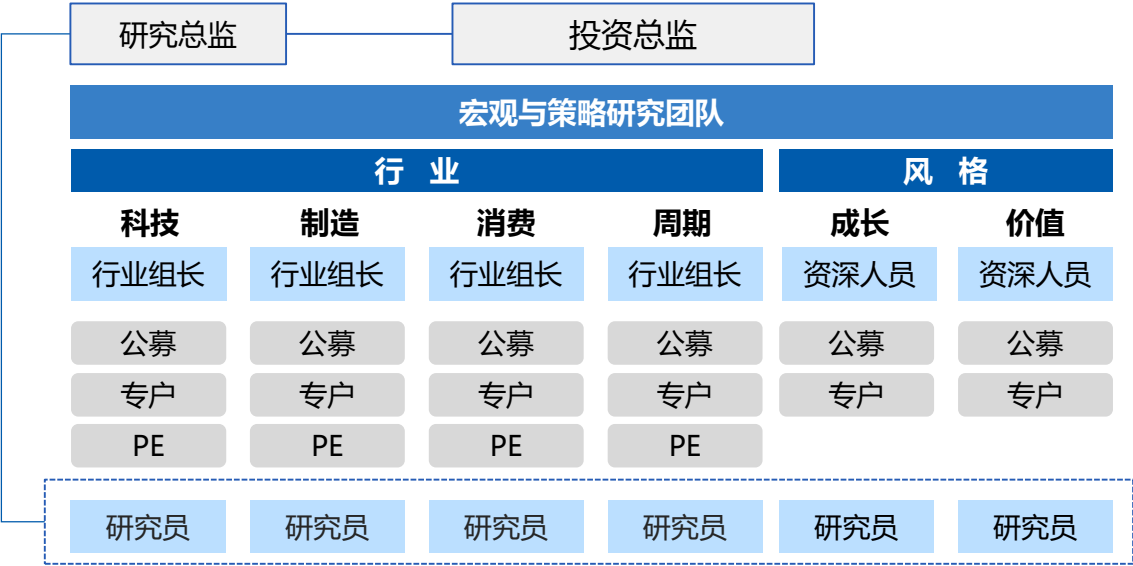 研究总监 投资总监
宏观与策略研究团队
行 业 风 格
科技 制造 消费 周期 成长 价值
行业组长 行业组长 行业组长 行业组长 资深人员 资深人员
公募 公募 公募 公募 公募 公募
专户 专户 专户 专户 专户 专户
PE PE PE PE
研究员 研究员 研究员 研究员 研究员 研究员